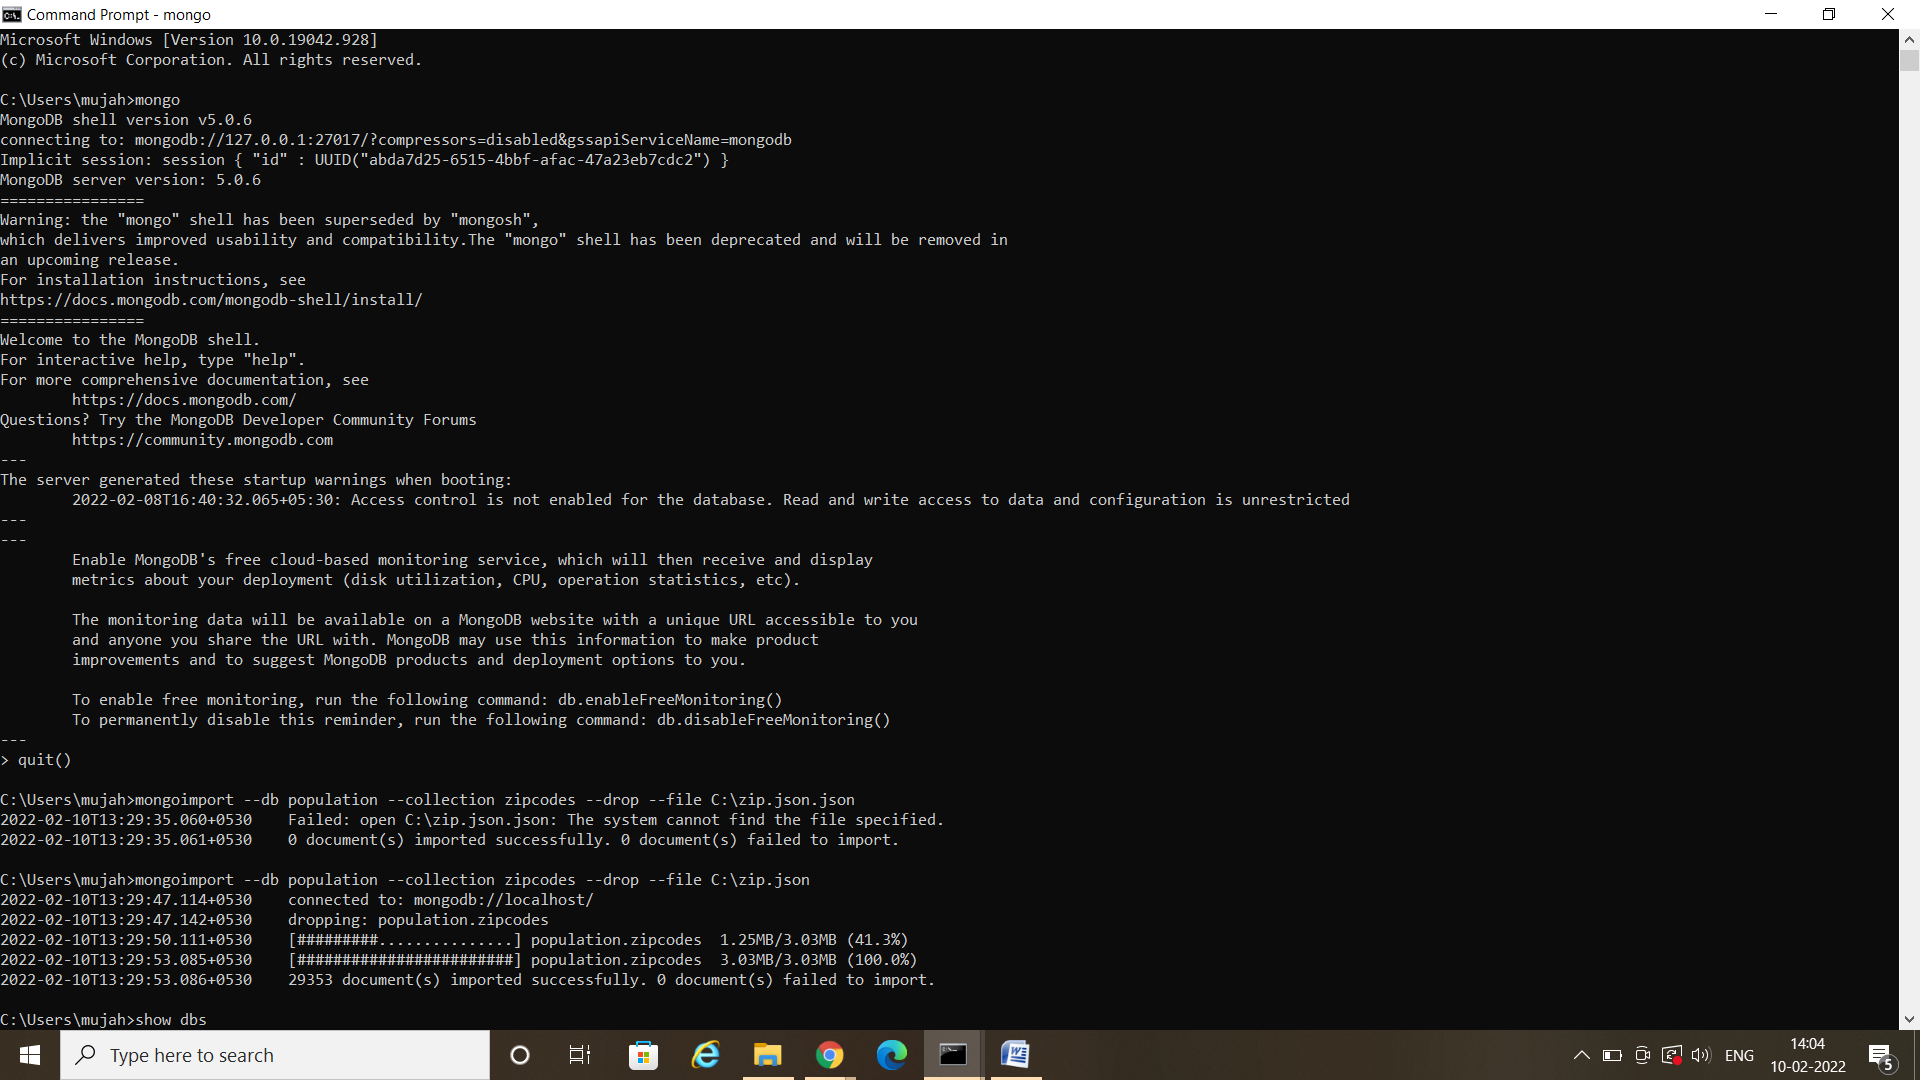 Command Prompt - mongo
Microsoft Windows [Version 10.0.19042.928]
(c) Microsoft Corporation. All rights reserved.
C:\Users\mujah>mongo
MongoDB shell version v5.0.6
connecting to: mongodb://127.0.0.1:27017/?compressors=disabled&gssapiServiceName=mongodb
Implicit session: session { "id" : UUID("abda7d25-6515-4bbf-afac-47a23eb7cdc2") }
MongoDB server version: 5.0.6
================
Warning: the "mongo" shell has been superseded by "mongosh",
which delivers improved usability and compatibility.The "mongo" shell has been deprecated and will be removed in
an upcoming release.
For installation instructions, see
https://docs.mongodb.com/mongodb-shell/install/
================
Welcome to the MongoDB shell.
For interactive help, type "help".
For more comprehensive documentation, see
https://docs.mongodb.com/
Questions? Try the MongoDB Developer Community Forums
https://community.mongodb.com
---
The server generated these startup warnings when booting:
2022-02-08T16:40:32.065+05:30: Access control is not enabled for the database. Read and write access to data and configuration is unrestricted
---
---
Enable MongoDB's free cloud-based monitoring service, which will then receive and display
metrics about your deployment (disk utilization, CPU, operation statistics, etc).
The monitoring data will be available on a MongoDB website with a unique URL accessible to you
and anyone you share the URL with. MongoDB may use this information to make product
improvements and to suggest MongoDB products and deployment options to you.
To enable free monitoring, run the following command: db.enableFreeMonitoring()
To permanently disable this reminder, run the following command: db.disableFreeMonitoring()
---
> quit()
C:\Users\mujah>mongoimport --db population --collection zipcodes --drop --file C:\zip.json.json
2022-02-10T13:29:35.060+0530    Failed: open C:\zip.json.json: The system cannot find the file specified.
2022-02-10T13:29:35.061+0530    0 document(s) imported successfully. 0 document(s) failed to import.
C:\Users\mujah>mongoimport --db population --collection zipcodes --drop --file C:\zip.json
2022-02-10T13:29:47.114+0530    connected to: mongodb://localhost/
2022-02-10T13:29:47.142+0530    dropping: population.zipcodes
2022-02-10T13:29:50.111+0530    [#########...............] population.zipcodes  1.25MB/3.03MB (41.3%)
2022-02-10T13:29:53.085+0530    [########################] population.zipcodes  3.03MB/3.03MB (100.0%)
2022-02-10T13:29:53.086+0530    29353 document(s) imported successfully. 0 document(s) failed to import.
C:\Users\mujah>show dbs
Type here to search
ENG
14:04
10-02-2022
5